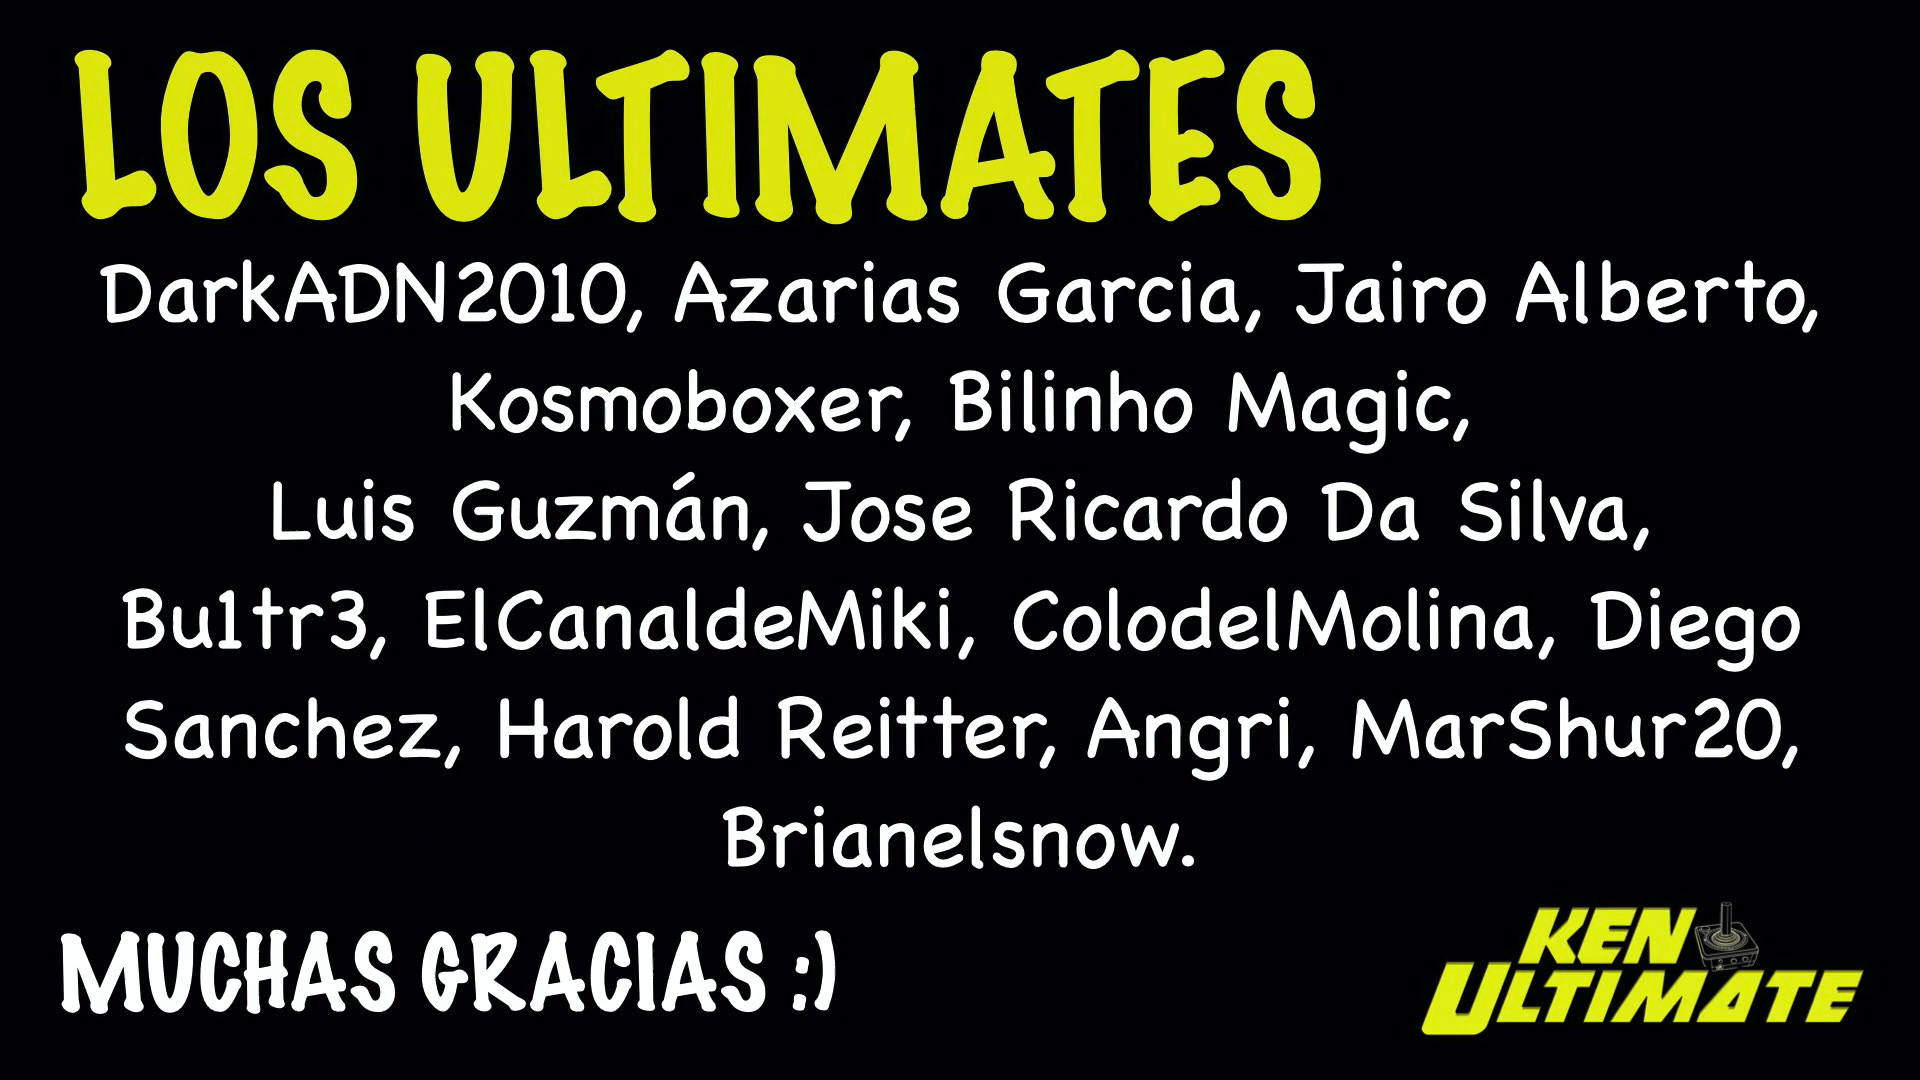 LOS ULTIMATES
DarkADN2010, Azarias Garcia, Jairo Alberto,
Kosmoboxer, Bilinho Magic,
Luis Guzmán, Jose Ricardo Da Silva,
Bu1tr3, ElCanaldeMiki, ColodelMolina, Diego
Sanchez, Harold Reitter, Angri, MarShur20,
Brianelsnow.
MUCHAS GRACIAS :)
KEN
ULTIMATE